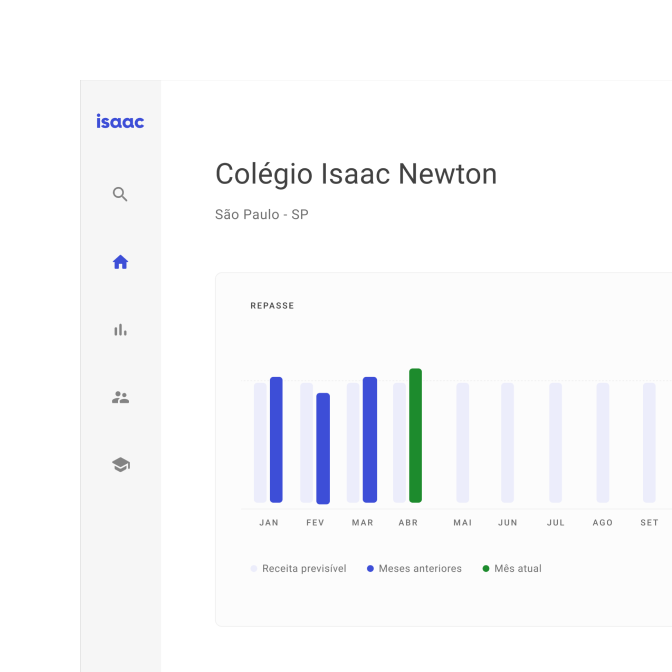 isaac
Colégio Isaac Newton
São Paulo - SP
REPASSE
JAN FEV MAR ABR MAI JUN JUL AGO SET
Receita previsível Meses anteriores Mês atual